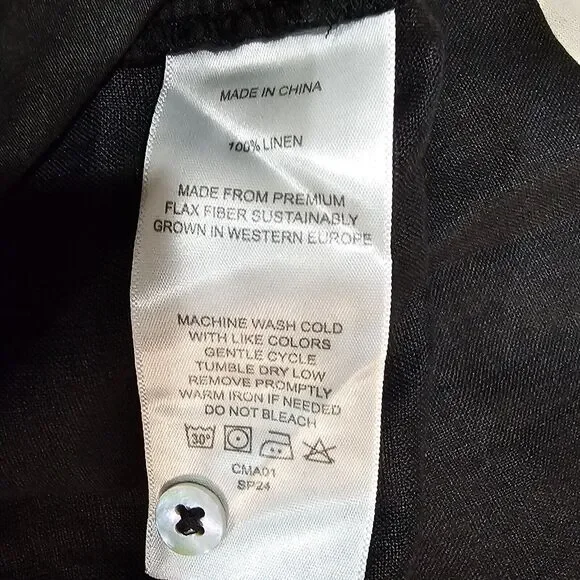 MADE IN CHINA
100% LINEN
MADE FROM PREMIUM
FLAX FIBER SUSTAINABLY
GROWN IN WESTERN EUROPE
MACHINE WASH COLD
WITH LIKE COLORS
GENTLE CYCLE
TUMBLE DRY LOW
REMOVE PROMPTLY
WARM IRON IF NEEDED
DO NOT BLEACH
30°
CMA01
SP24